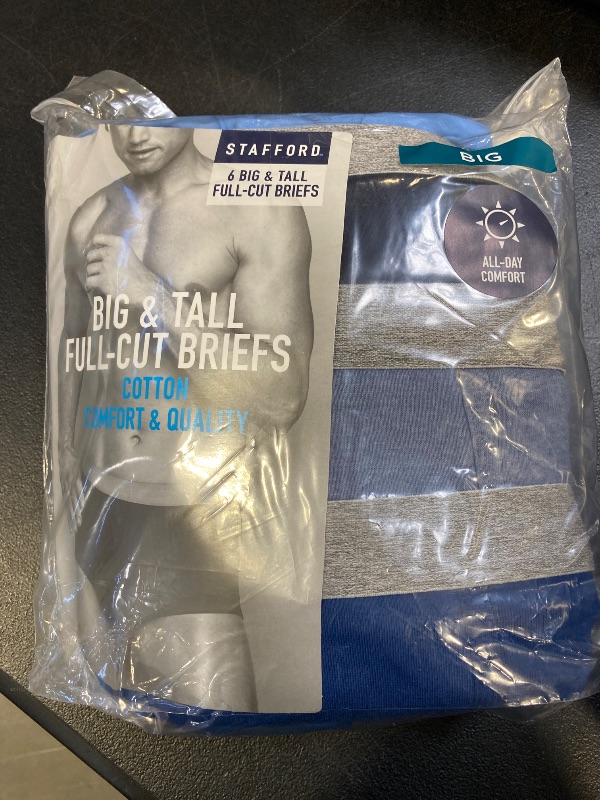 STAFFORD
6 BIG & TALL
FULL-CUT BRIEFS
BIG
ALL-DAY
COMFORT
BIG & TALL
FULL-CUT BRIEFS
COTTON
COMFORT & QUALITY